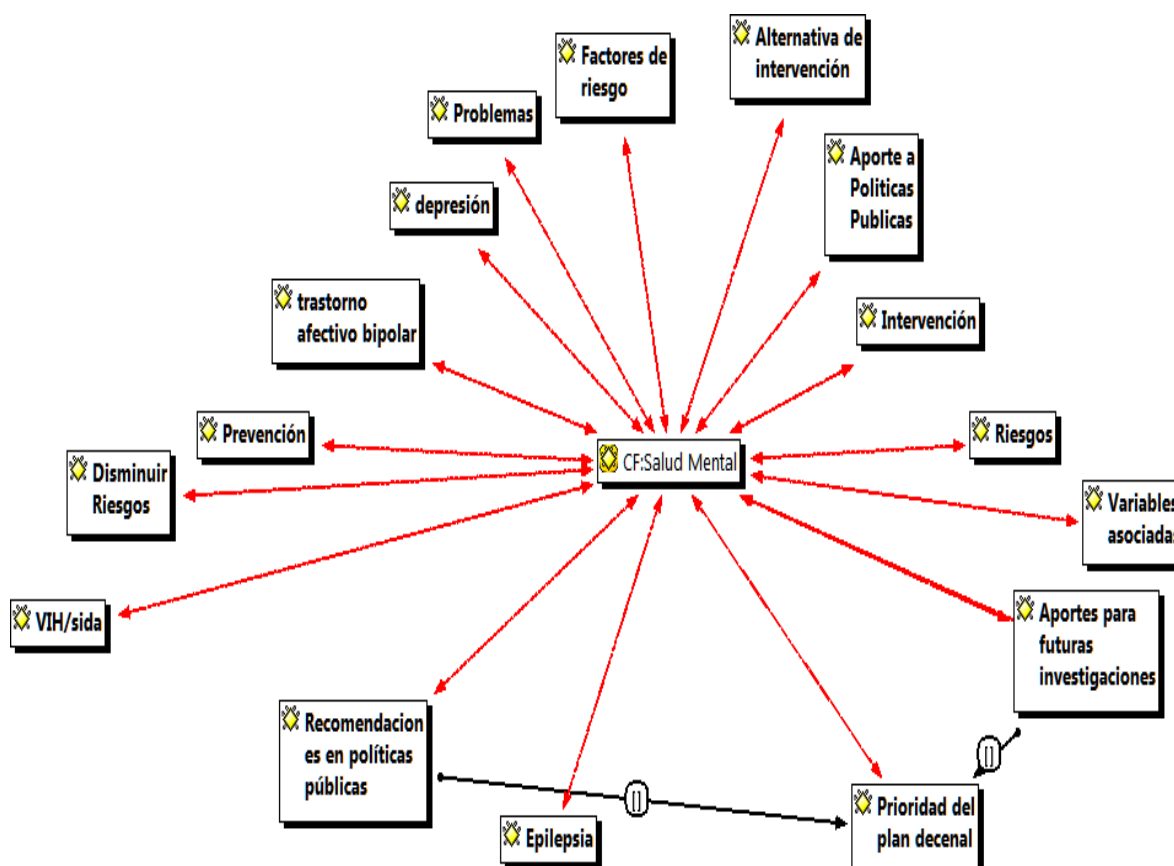 Alternativa de
intervención
Factores de
riesgo
Problemas
Aporte a
Politicas
Publicas
depresión
trastorno
afectivo bipolar
Intervención
Prevención
Riesgos
CF:Salud Mental
Disminuir
Riesgos
Variables
asociadas
VIH/sida
Aportes para
futuras
investigaciones
Recomendacion
es en políticas
públicas
[]
[]
Prioridad del
plan decenal
Epilepsia